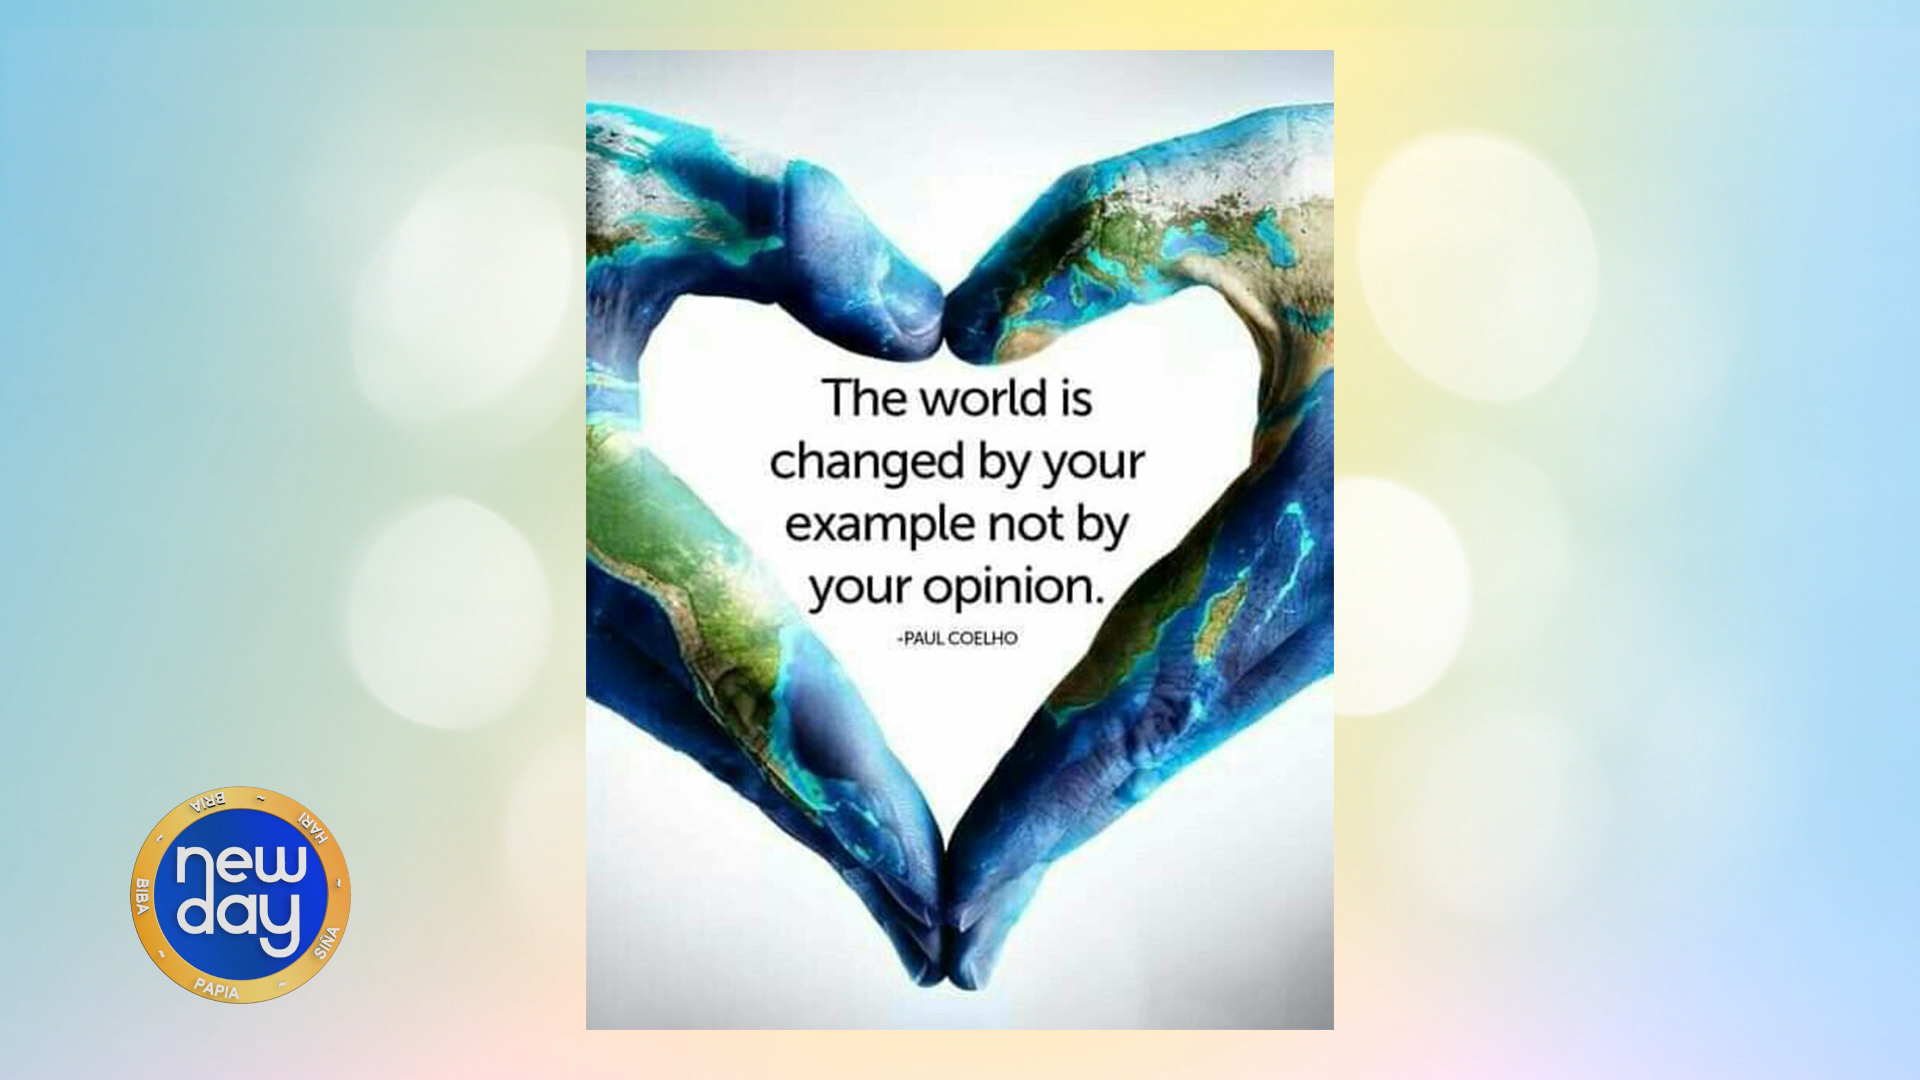 The world is
changed by your
example not by
your opinion.
-PAUL COELHO
new
day
BRIA ~ HARI ~ SIÑA ~ PAPIA ~ BIBA ~